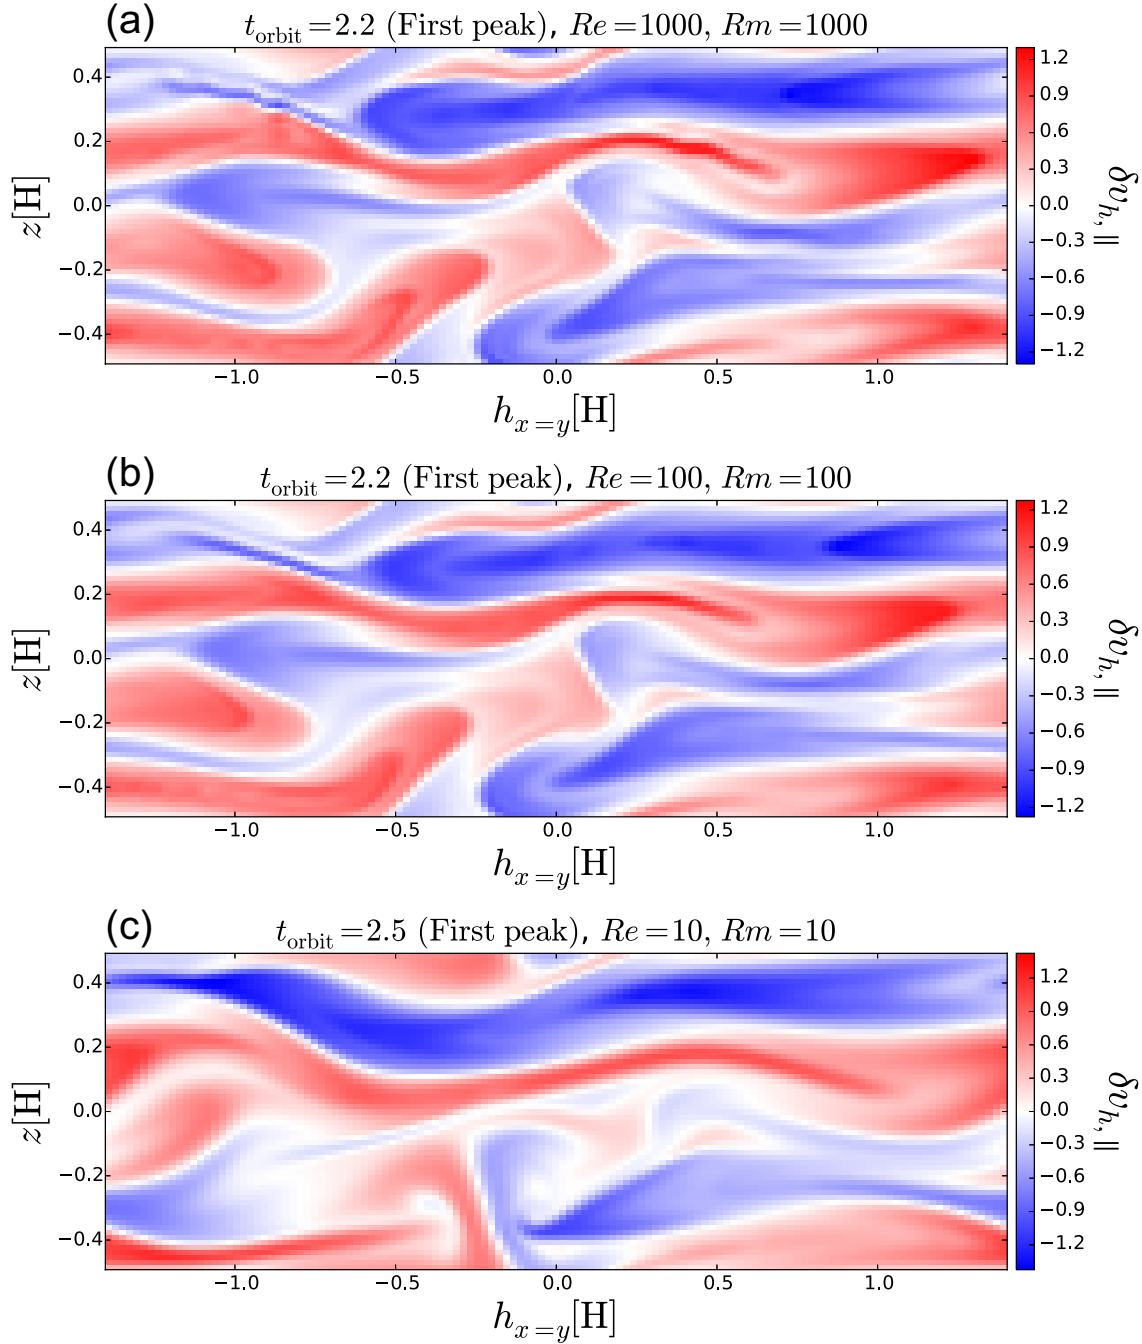 (a)
t_orbit = 2.2 (First peak), Re = 1000, Rm = 1000
0.4
0.2
0.0
−0.2
−0.4
z[H]
−1.0 −0.5 0.0 0.5 1.0
h_{x=y}[H]
1.2
0.9
0.6
0.3
0.0
−0.3
−0.6
−0.9
−1.2
δv_{h,∥}
(b)
t_orbit = 2.2 (First peak), Re = 100, Rm = 100
0.4
0.2
0.0
−0.2
−0.4
z[H]
−1.0 −0.5 0.0 0.5 1.0
h_{x=y}[H]
1.2
0.9
0.6
0.3
0.0
−0.3
−0.6
−0.9
−1.2
δv_{h,∥}
(c)
t_orbit = 2.5 (First peak), Re = 10, Rm = 10
0.4
0.2
0.0
−0.2
−0.4
z[H]
−1.0 −0.5 0.0 0.5 1.0
h_{x=y}[H]
1.2
0.9
0.6
0.3
0.0
−0.3
−0.6
−0.9
−1.2
δv_{h,∥}